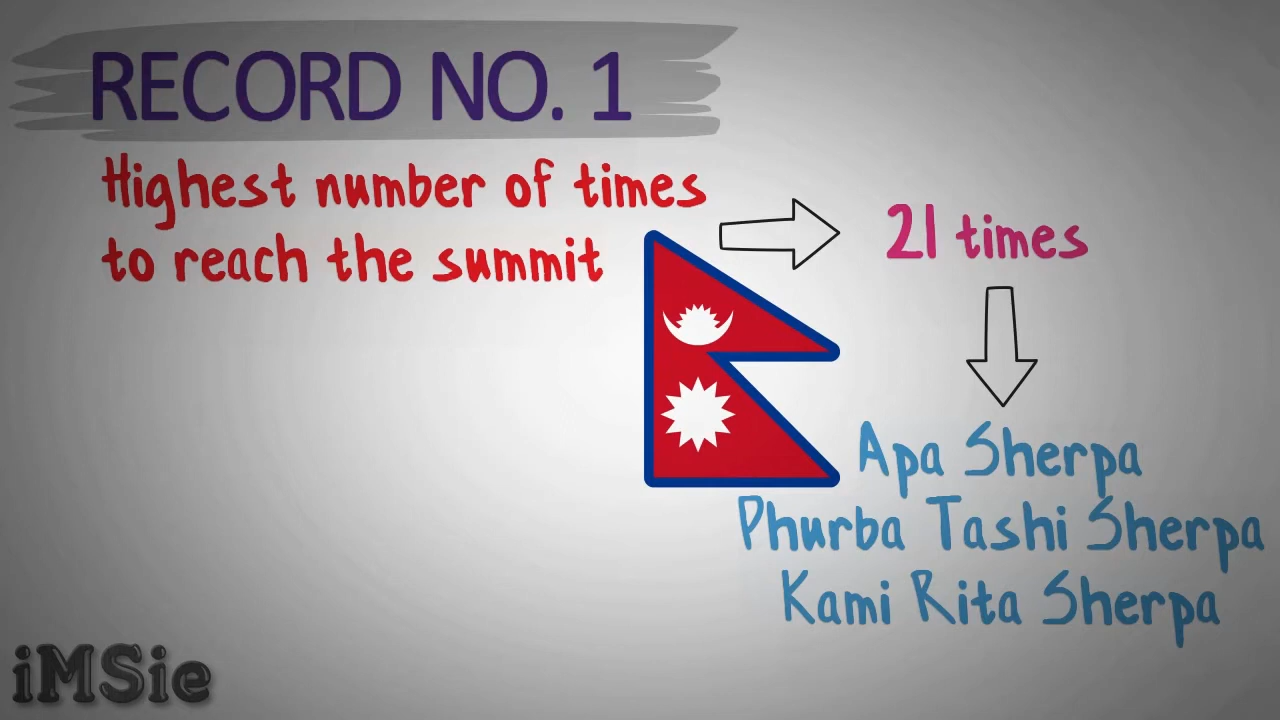 RECORD NO. 1
Highest number of times
to reach the summit
21 times
Apa Sherpa
Phurba Tashi Sherpa
Kami Rita Sherpa
iMSie